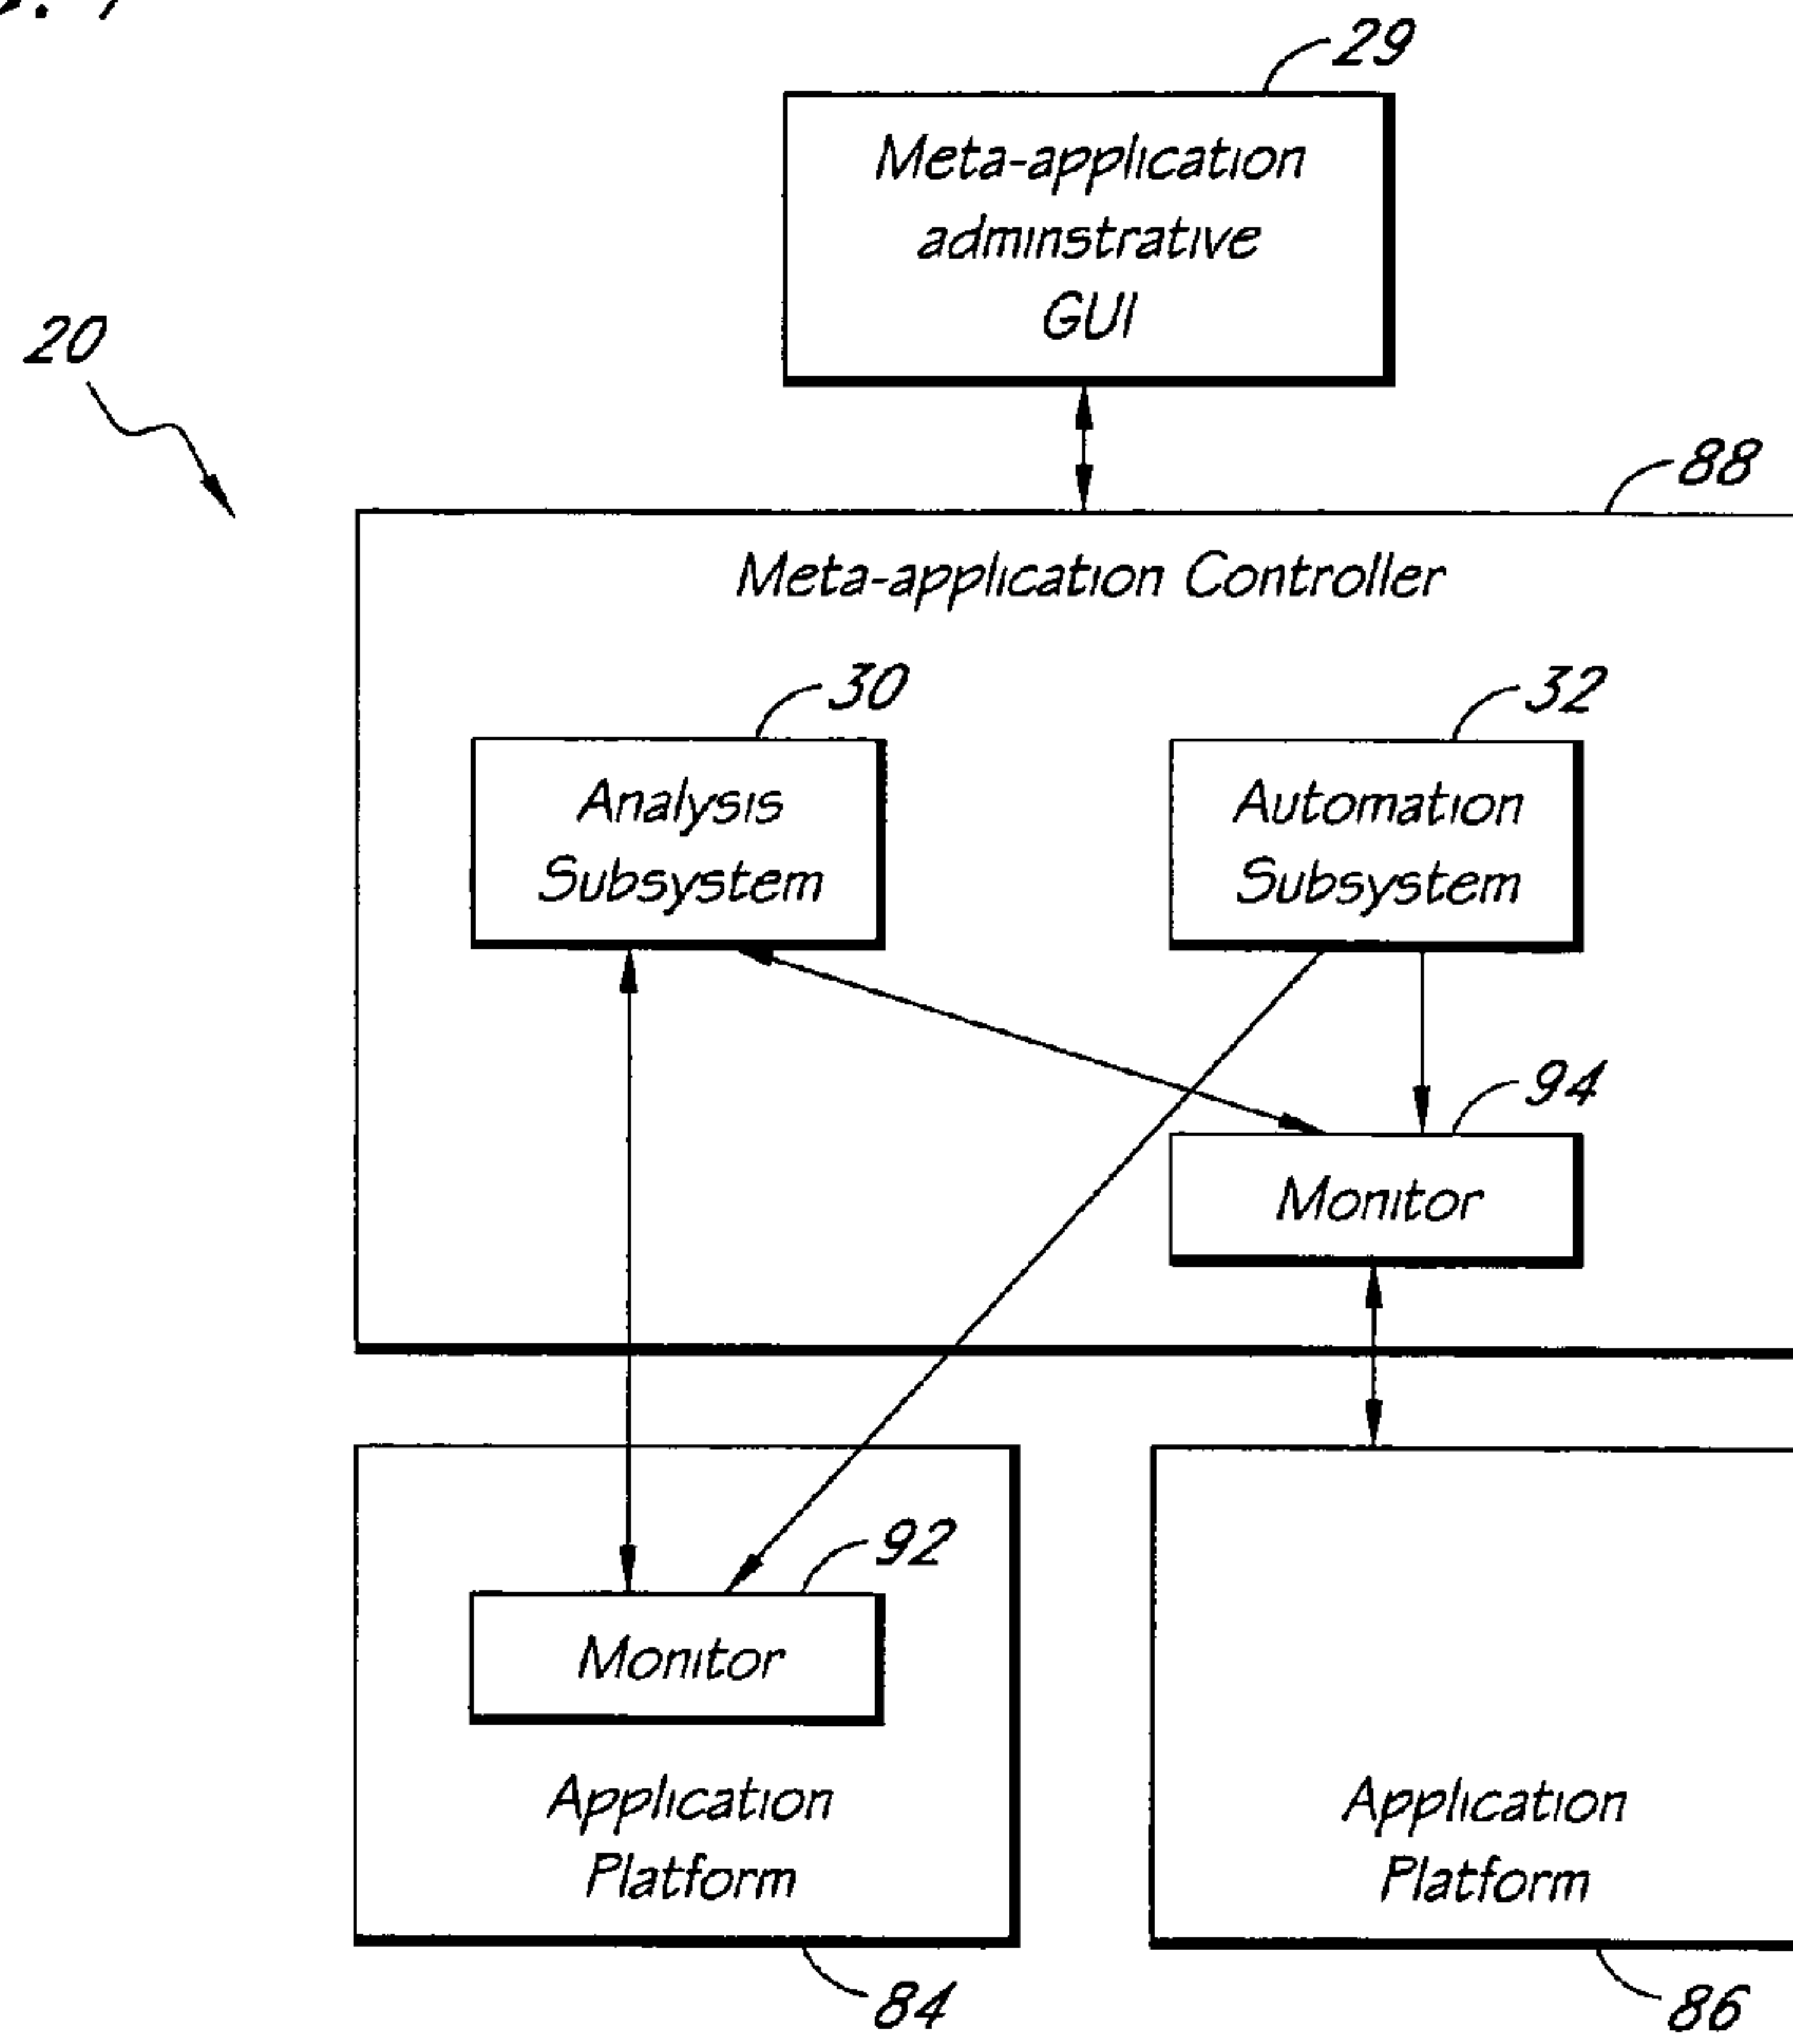 29
Meta-application
adminstrative
GUI
20
88
Meta-application Controller
30
32
Analysis
Subsystem
Automation
Subsystem
94
Monitor
92
Monitor
Application
Platform
Application
Platform
84
86